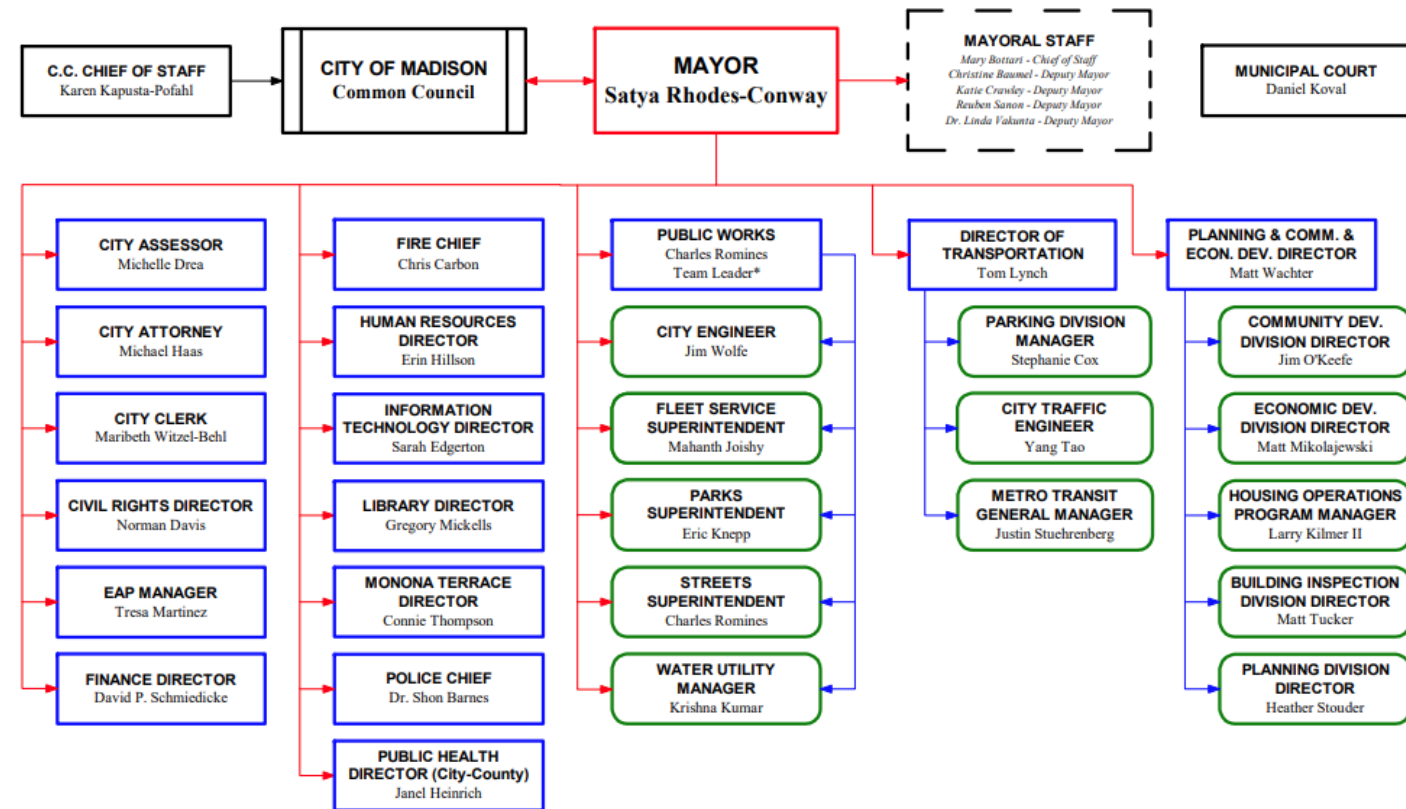 C.C. CHIEF OF STAFF
Karen Kapusta-Pofahl
CITY OF MADISON
Common Council
MAYOR
Satya Rhodes-Conway
MAYORAL STAFF
Mary Bottari - Chief of Staff
Christine Baumel - Deputy Mayor
Katie Crawley - Deputy Mayor
Reuben Sanon - Deputy Mayor
Dr. Linda Vakunta - Deputy Mayor
MUNICIPAL COURT
Daniel Koval
CITY ASSESSOR
Michelle Drea
CITY ATTORNEY
Michael Haas
CITY CLERK
Maribeth Witzel-Behl
CIVIL RIGHTS DIRECTOR
Norman Davis
EAP MANAGER
Tresa Martinez
FINANCE DIRECTOR
David P. Schmiedicke
FIRE CHIEF
Chris Carbon
HUMAN RESOURCES
DIRECTOR
Erin Hillson
INFORMATION
TECHNOLOGY DIRECTOR
Sarah Edgerton
LIBRARY DIRECTOR
Gregory Mickells
MONONA TERRACE
DIRECTOR
Connie Thompson
POLICE CHIEF
Dr. Shon Barnes
PUBLIC HEALTH
DIRECTOR (City-County)
Janel Heinrich
PUBLIC WORKS
Charles Romines
Team Leader*
CITY ENGINEER
Jim Wolfe
FLEET SERVICE
SUPERINTENDENT
Mahanth Joishy
PARKS
SUPERINTENDENT
Eric Knepp
STREETS
SUPERINTENDENT
Charles Romines
WATER UTILITY
MANAGER
Krishna Kumar
DIRECTOR OF
TRANSPORTATION
Tom Lynch
PARKING DIVISION
MANAGER
Stephanie Cox
CITY TRAFFIC
ENGINEER
Yang Tao
METRO TRANSIT
GENERAL MANAGER
Justin Stuehrenberg
PLANNING & COMM. &
ECON. DEV. DIRECTOR
Matt Wachter
COMMUNITY DEV.
DIVISION DIRECTOR
Jim O'Keefe
ECONOMIC DEV.
DIVISION DIRECTOR
Matt Mikolajewski
HOUSING OPERATIONS
PROGRAM MANAGER
Larry Kilmer II
BUILDING INSPECTION
DIVISION DIRECTOR
Matt Tucker
PLANNING DIVISION
DIRECTOR
Heather Stouder